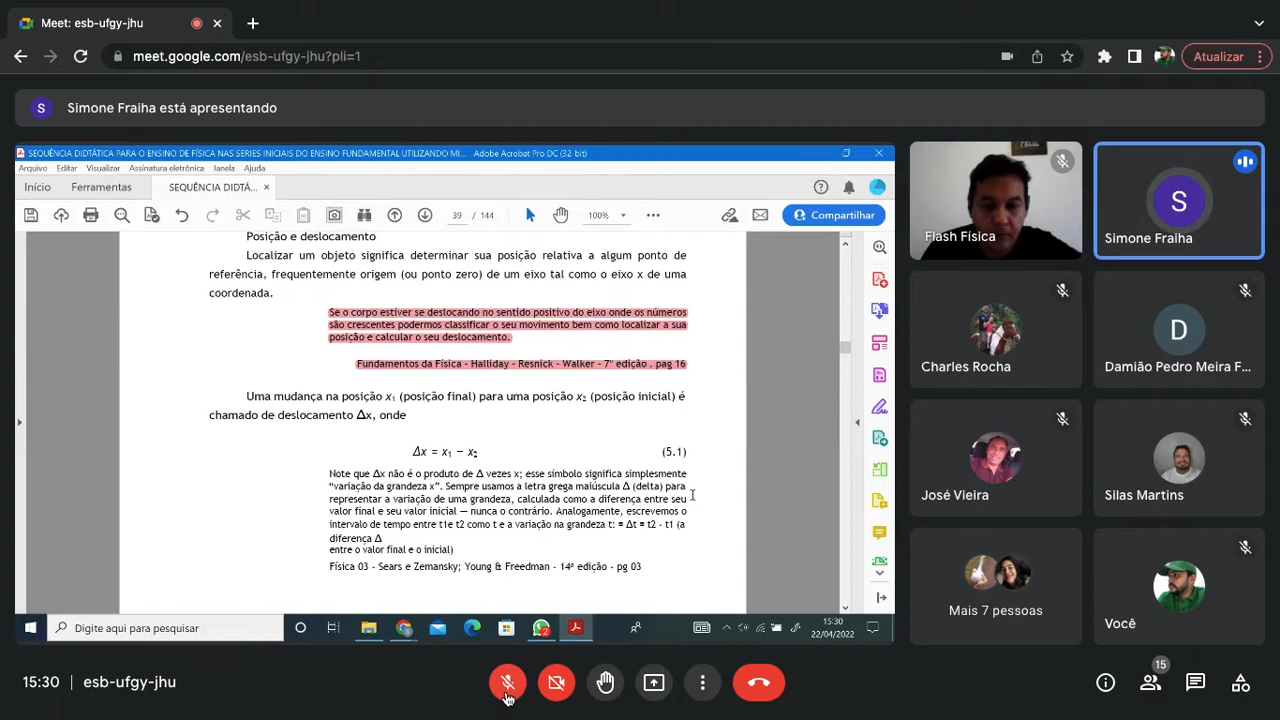 Meet: esb-ufgy-jhu
meet.google.com/esb-ufgy-jhu?pli=1
Atualizar
S Simone Fraiha está apresentando
SEQUÊNCIA DIDTÁTICA PARA O ENSINO DE FÍSICA NAS SERIES INICIAIS DO ENSINO FUNDAMENTAL UTILIZANDO MI... - Adobe Acrobat Pro DC (32-bit)
Arquivo Editar Visualizar Assinatura eletrônica Janela Ajuda
Início Ferramentas SEQUÊNCIA DIDTÁ... ×
39 / 144 100% Compartilhar
Posição e deslocamento
Localizar um objeto significa determinar sua posição relativa a algum ponto de
referência, frequentemente origem (ou ponto zero) de um eixo tal como o eixo x de uma
coordenada.
Se o corpo estiver se deslocando no sentido positivo do eixo onde os números
são crescentes podermos classificar o seu movimento bem como localizar a sua
posição e calcular o seu deslocamento.
Fundamentos da Física - Halliday - Resnick - Walker - 7ª edição . pag 16
Uma mudança na posição x₁ (posição final) para uma posição x₂ (posição inicial) é
chamado de deslocamento Δx, onde
Δx = x₁ − x₂ (5.1)
Note que Δx não é o produto de Δ vezes x; esse símbolo significa simplesmente
“variação da grandeza x”. Sempre usamos a letra grega maiúscula Δ (delta) para
representar a variação de uma grandeza, calculada como a diferença entre seu
valor final e seu valor inicial — nunca o contrário. Analogamente, escrevemos o
intervalo de tempo entre t1e t2 como t e a variação na grandeza t: = Δt = t2 - t1 (a
diferença Δ
entre o valor final e o inicial)
Física 03 - Sears e Zemansky; Young & Freedman - 14ª edição - pg 03
Digite aqui para pesquisar
15:30
22/04/2022
Flash Física
S
Simone Fraiha
Charles Rocha
D
Damião Pedro Meira F...
José Vieira
Silas Martins
Mais 7 pessoas
Você
15:30 | esb-ufgy-jhu
15